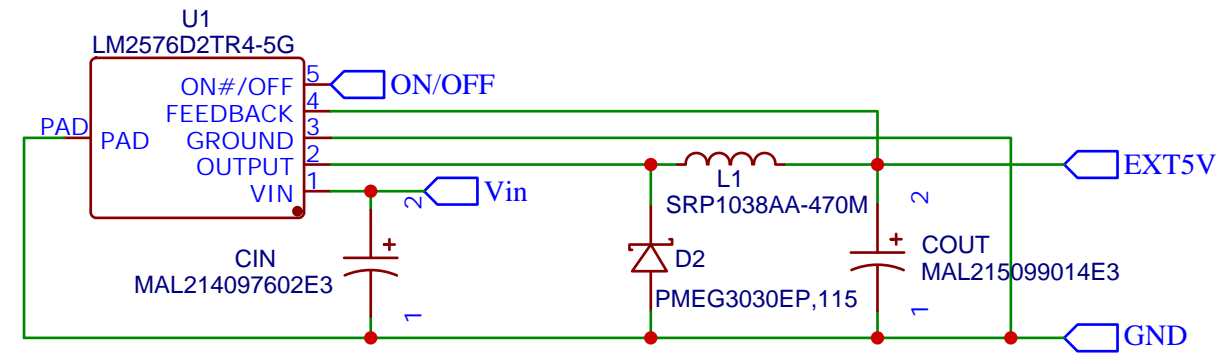 U1
LM2576D2TR4-5G
ON#/OFF 5 ON/OFF
FEEDBACK 4
PAD PAD GROUND 3
OUTPUT 2 EXT5V
VIN 1 2 Vin
L1
SRP1038AA-470M 2
CIN + D2 + COUT
MAL214097602E3 MAL215099014E3
PMEG3030EP,115
1 1
GND